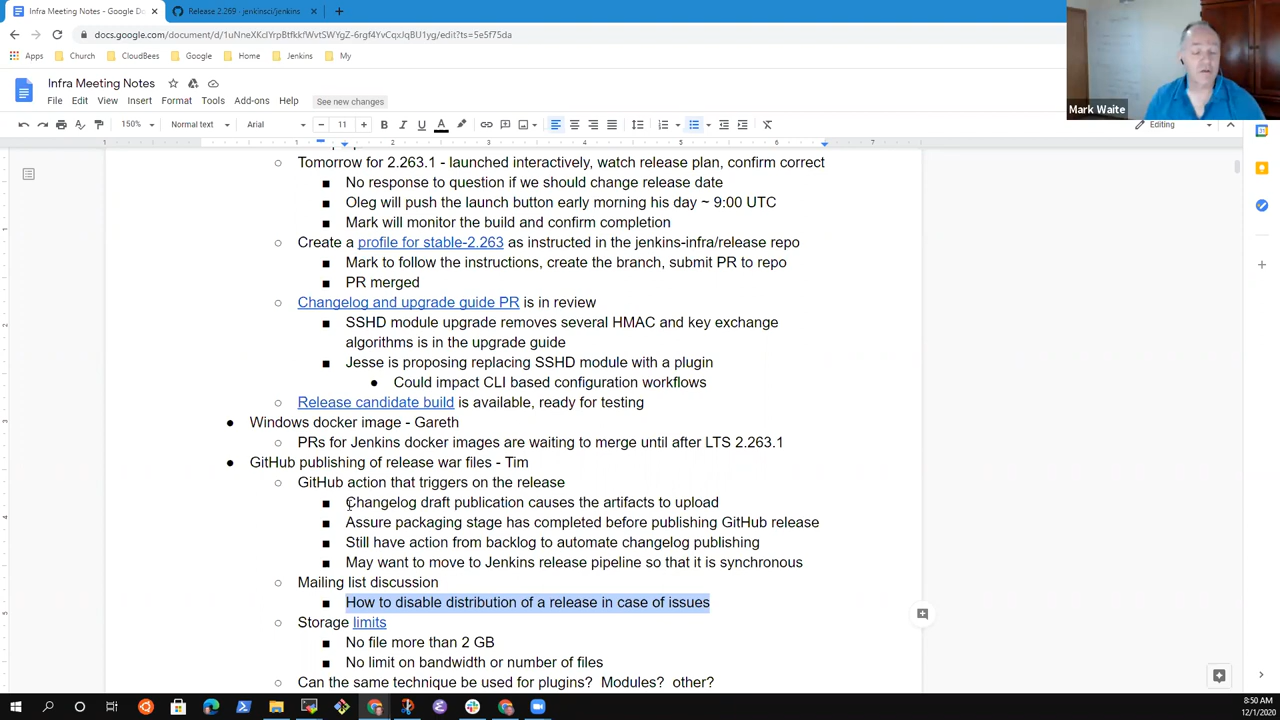 Infra Meeting Notes - Google Do
Release 2.269 · jenkinsci/jenkins
Apps
Church
CloudBees
Google
Home
Jenkins
My
Infra Meeting Notes
File Edit View Insert Format Tools Add-ons Help See new changes
150% Normal text Arial 11 Editing
Mark Waite
Tomorrow for 2.263.1 - launched interactively, watch release plan, confirm correct
No response to question if we should change release date
Oleg will push the launch button early morning his day ~ 9:00 UTC
Mark will monitor the build and confirm completion
Create a profile for stable-2.263 as instructed in the jenkins-infra/release repo
Mark to follow the instructions, create the branch, submit PR to repo
PR merged
Changelog and upgrade guide PR is in review
SSHD module upgrade removes several HMAC and key exchange
algorithms is in the upgrade guide
Jesse is proposing replacing SSHD module with a plugin
Could impact CLI based configuration workflows
Release candidate build is available, ready for testing
Windows docker image - Gareth
PRs for Jenkins docker images are waiting to merge until after LTS 2.263.1
GitHub publishing of release war files - Tim
GitHub action that triggers on the release
Changelog draft publication causes the artifacts to upload
Assure packaging stage has completed before publishing GitHub release
Still have action from backlog to automate changelog publishing
May want to move to Jenkins release pipeline so that it is synchronous
Mailing list discussion
How to disable distribution of a release in case of issues
Storage limits
No file more than 2 GB
No limit on bandwidth or number of files
Can the same technique be used for plugins? Modules? other?
8:50 AM
12/1/2020